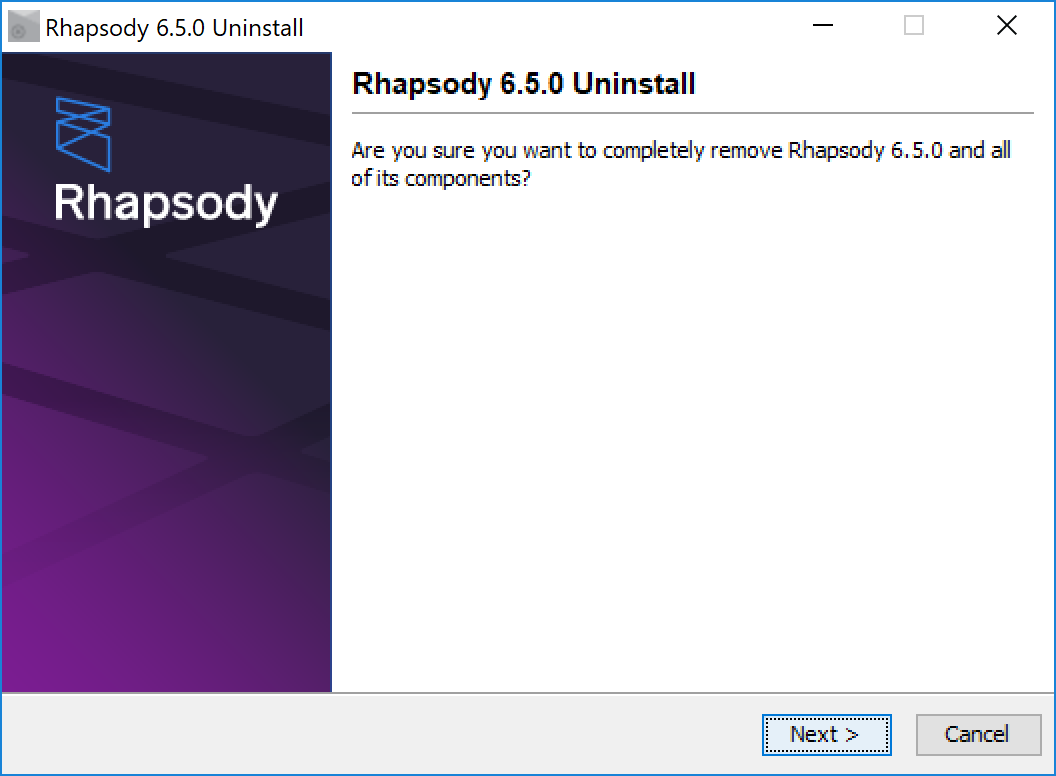 Rhapsody 6.5.0 Uninstall
Rhapsody
Rhapsody 6.5.0 Uninstall
Are you sure you want to completely remove Rhapsody 6.5.0 and all
of its components?
Next >
Cancel